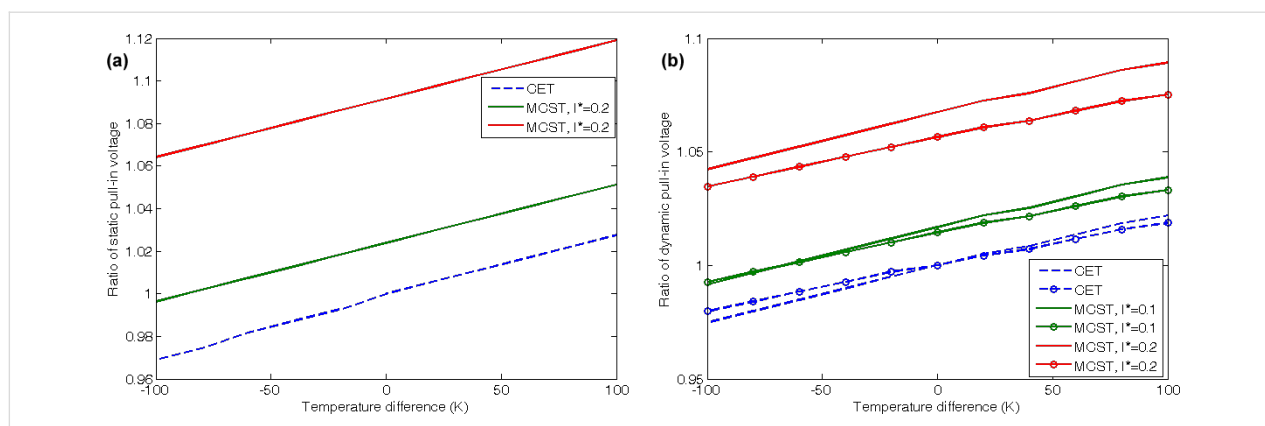 (a)
Ratio of static pull-in voltage
1.12
1.1
1.08
1.06
1.04
1.02
1
0.98
0.96
-100
-50
0
50
100
Temperature difference (K)
CET
MCST, l*=0.2
MCST, l*=0.2
(b)
Ratio of dynamic pull-in voltage
1.1
1.05
1
0.95
-100
-50
0
50
100
Temperature difference (K)
CET
CET
MCST, l*=0.1
MCST, l*=0.1
MCST, l*=0.2
MCST, l*=0.2